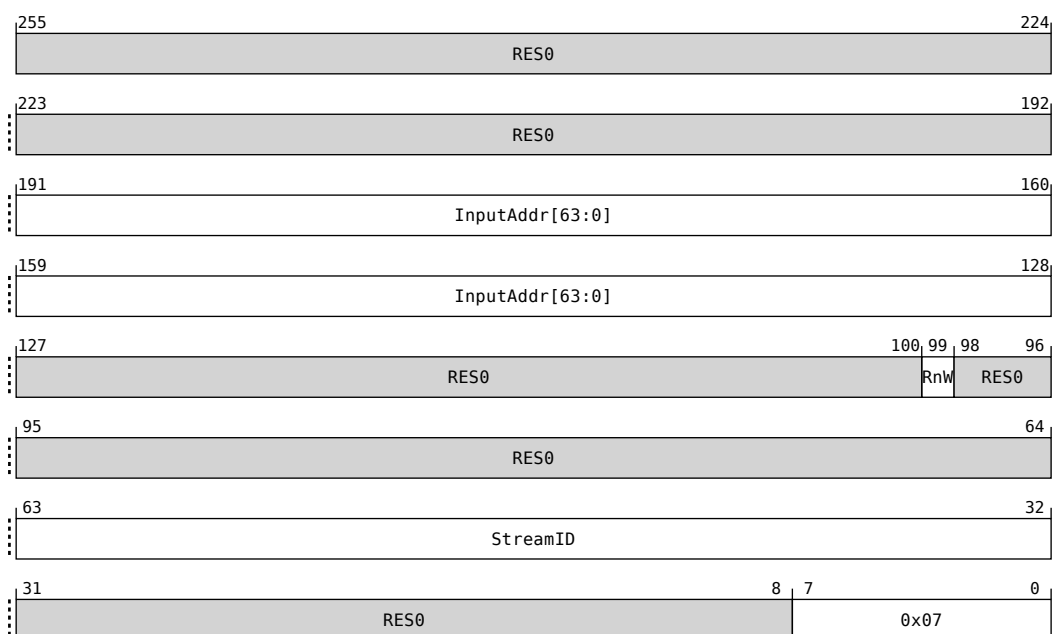 255 224
RES0
223 192
RES0
191 160
InputAddr[63:0]
159 128
InputAddr[63:0]
127 100 99 98 96
RES0 RnW RES0
95 64
RES0
63 32
StreamID
31 8 7 0
RES0 0x07